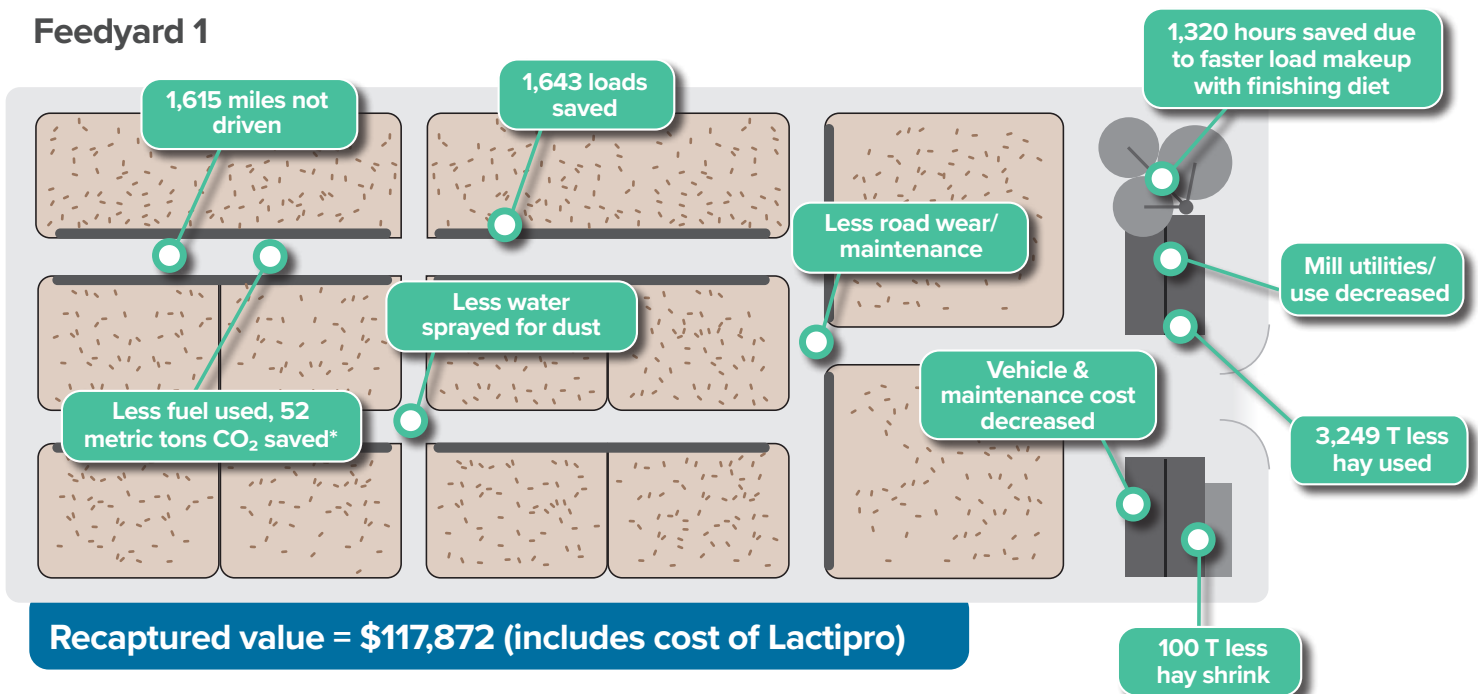 Feedyard 1
1,320 hours saved due
to faster load makeup
with finishing diet
1,615 miles not
driven
1,643 loads
saved
Less road wear/
maintenance
Mill utilities/
use decreased
Less water
sprayed for dust
Vehicle &
maintenance cost
decreased
Less fuel used, 52
metric tons CO₂ saved*
3,249 T less
hay used
Recaptured value = $117,872 (includes cost of Lactipro)
100 T less
hay shrink